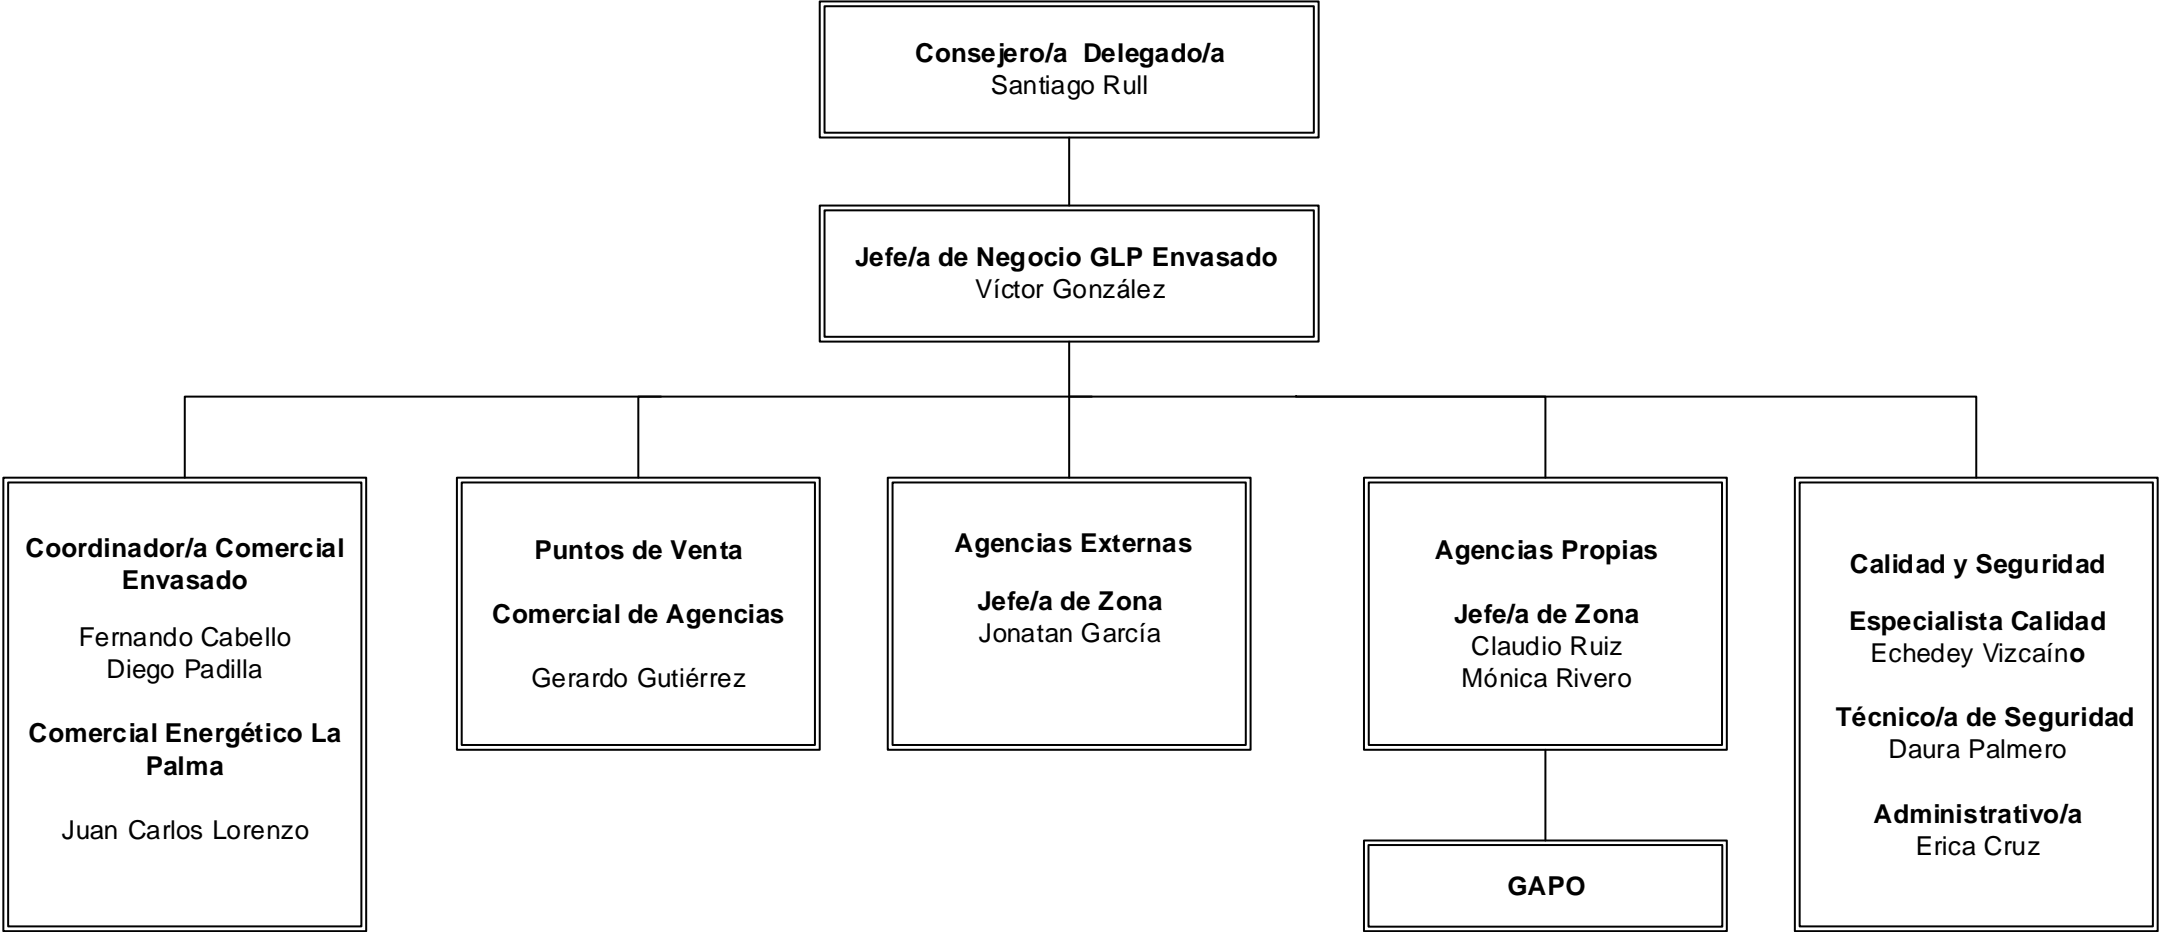 Consejero/a  Delegado/a
Santiago Rull
Jefe/a de Negocio GLP Envasado
Víctor González
Coordinador/a Comercial
Envasado
Fernando Cabello
Diego Padilla
Comercial Energético La
Palma
Juan Carlos Lorenzo
Puntos de Venta
Comercial de Agencias
Gerardo Gutiérrez
Agencias Externas
Jefe/a de Zona
Jonatan García
Agencias Propias
Jefe/a de Zona
Claudio Ruiz
Mónica Rivero
GAPO
Calidad y Seguridad
Especialista Calidad
Echedey Vizcaíno
Técnico/a de Seguridad
Daura Palmero
Administrativo/a
Erica Cruz